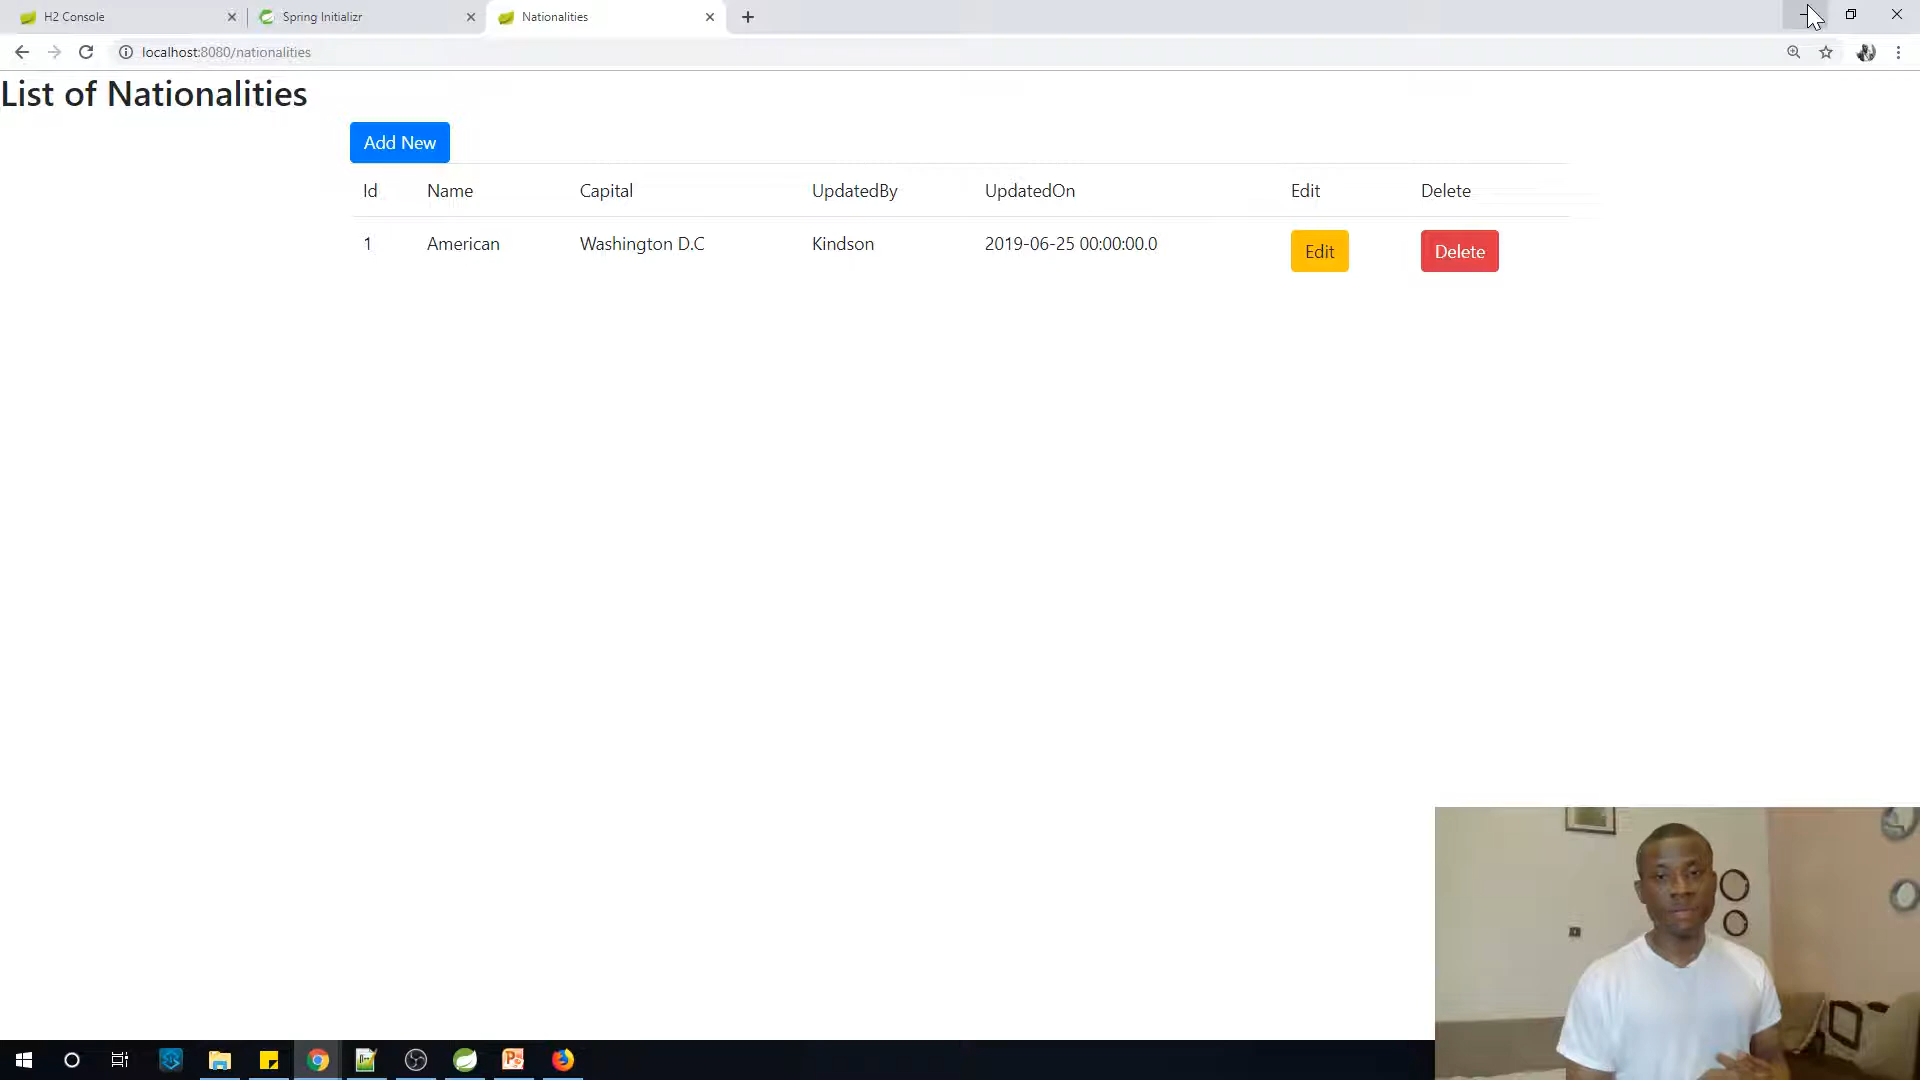 H2 Console
Spring Initializr
Nationalities
localhost:8080/nationalities
List of Nationalities
Add New
Id Name Capital UpdatedBy UpdatedOn Edit Delete
1 American Washington D.C Kindson 2019-06-25 00:00:00.0 Edit Delete